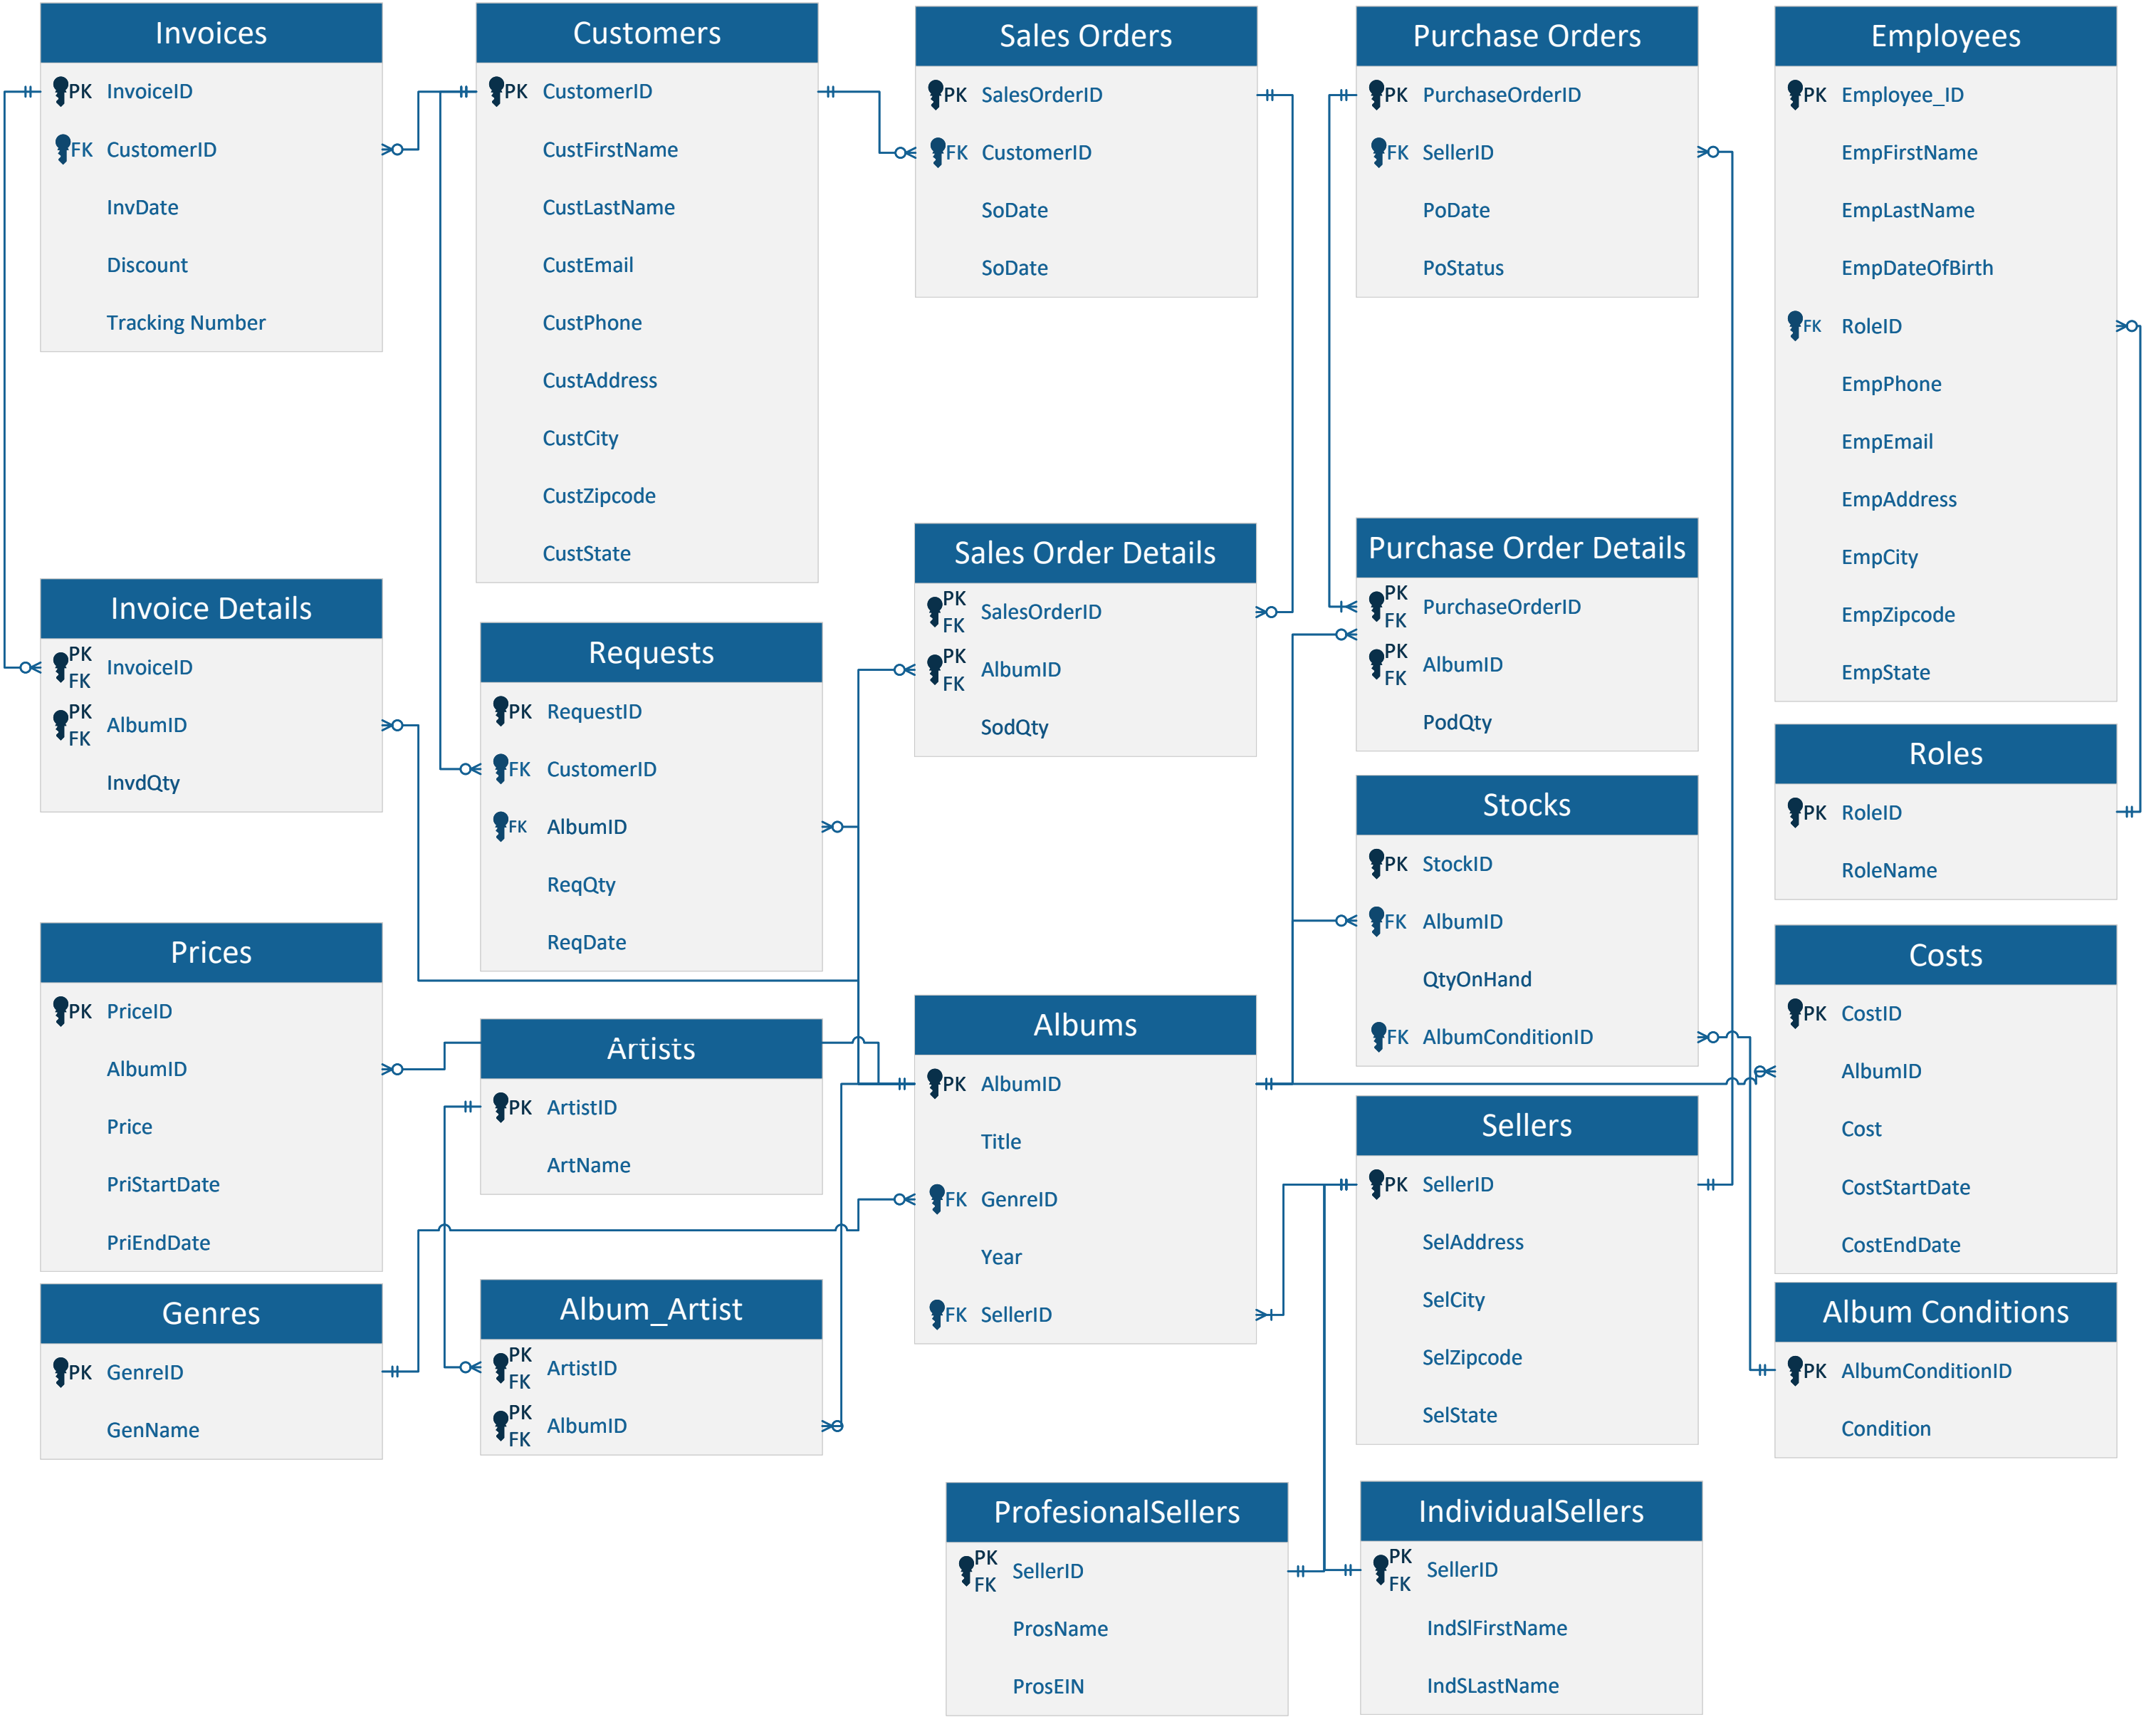 Invoices
PK InvoiceID
FK CustomerID
InvDate
Discount
Tracking Number
Customers
PK CustomerID
CustFirstName
CustLastName
CustEmail
CustPhone
CustAddress
CustCity
CustZipcode
CustState
Sales Orders
PK SalesOrderID
FK CustomerID
SoDate
SoDate
Purchase Orders
PK PurchaseOrderID
FK SellerID
PoDate
PoStatus
Employees
PK Employee_ID
EmpFirstName
EmpLastName
EmpDateOfBirth
FK RoleID
EmpPhone
EmpEmail
EmpAddress
EmpCity
EmpZipcode
EmpState
Invoice Details
PK
FK InvoiceID
PK
FK AlbumID
InvdQty
Requests
PK RequestID
FK CustomerID
FK AlbumID
ReqQty
ReqDate
Sales Order Details
PK
FK SalesOrderID
PK
FK AlbumID
SodQty
Purchase Order Details
PK
FK PurchaseOrderID
PK
FK AlbumID
PodQty
Roles
PK RoleID
RoleName
Stocks
PK StockID
FK AlbumID
QtyOnHand
FK AlbumConditionID
Prices
PK PriceID
AlbumID
Price
PriStartDate
PriEndDate
Artists
PK ArtistID
ArtName
Albums
PK AlbumID
Title
FK GenreID
Year
FK SellerID
Costs
PK CostID
AlbumID
Cost
CostStartDate
CostEndDate
Sellers
PK SellerID
SelAddress
SelCity
SelZipcode
SelState
Genres
PK GenreID
GenName
Album_Artist
PK
FK ArtistID
PK
FK AlbumID
Album Conditions
PK AlbumConditionID
Condition
ProfesionalSellers
PK
FK SellerID
ProsName
ProsEIN
IndividualSellers
PK
FK SellerID
IndSlFirstName
IndSLastName